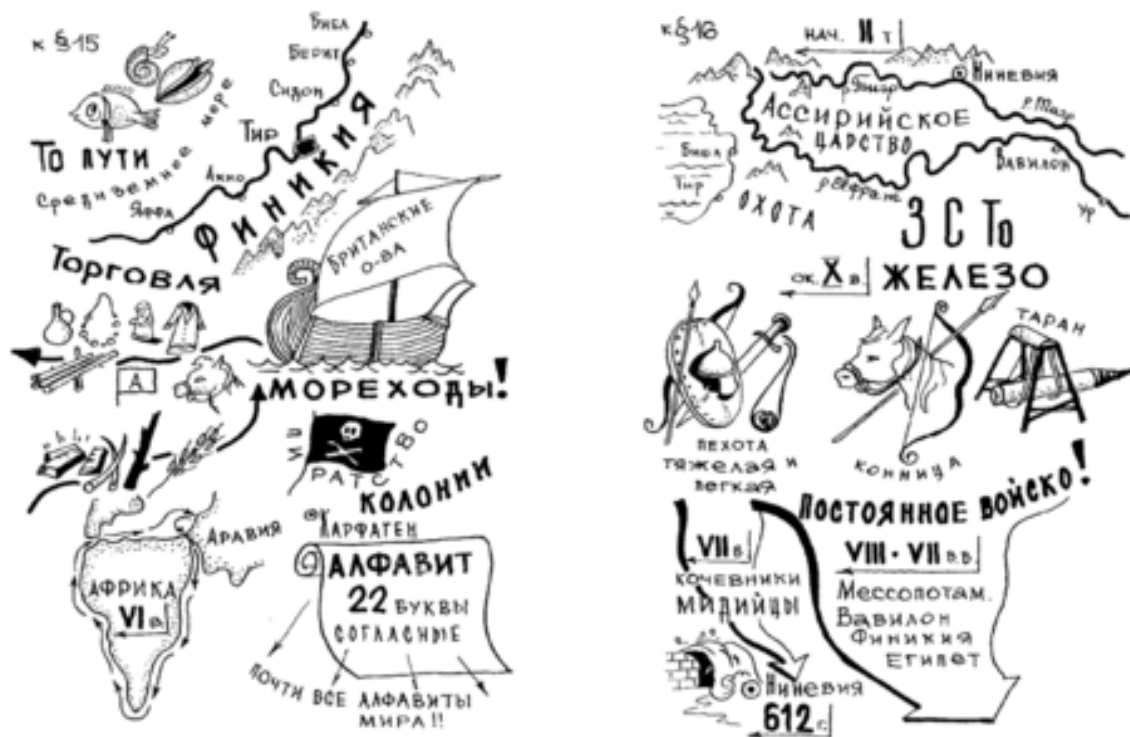 к §15
Библ
Берит
Сидон
Тир
Акко
Яффа
ФИНИКИЯ
Средиземное море
То ПУТИ
Торговля
БРИТАНСКИЕ
О-ВА
А
МОРЕХОДЫ!
ПИРАТСТВО
КОЛОНИИ
АРАВИЯ
АФРИКА
VI в.
АЛФАВИТ
22 БУКВЫ
СОГЛАСНЫЕ
ПОЧТИ ВСЕ АЛФАВИТЫ
МИРА!!
к §16
НАЧ. II т.
Ниневия
р. Тигр
р. Тигр
АССИРИЙСКОЕ
ЦАРСТВО
Вавилон
Библ
Тир
р. Евфрат
Ур
ОХОТА
З С То
ок. X в.
ЖЕЛЕЗО
ТАРАН
ПЕХОТА
ТЯЖЕЛАЯ И
ЛЕГКАЯ
КОННИЦА
ПОСТОЯННОЕ ВОЙСКО!
VII в.
КОЧЕВНИКИ
МИДИЙЦЫ
VIII - VII в.в.
МЕССОПОТАМ.
ВАВИЛОН
ФИНИКИЯ
ЕГИПЕТ
Ниневия
612 г.